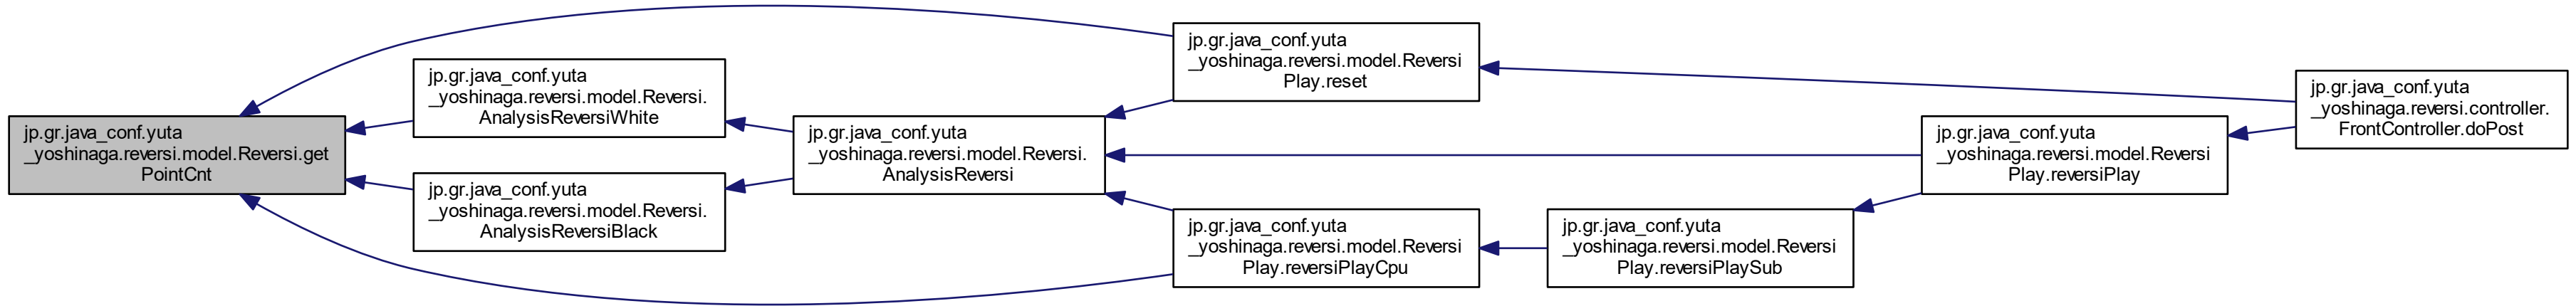 jp.gr.java_conf.yuta
_yoshinaga.reversi.model.Reversi.get
PointCnt
jp.gr.java_conf.yuta
_yoshinaga.reversi.model.Reversi.
AnalysisReversiWhite
jp.gr.java_conf.yuta
_yoshinaga.reversi.model.Reversi.
AnalysisReversiBlack
jp.gr.java_conf.yuta
_yoshinaga.reversi.model.Reversi.
AnalysisReversi
jp.gr.java_conf.yuta
_yoshinaga.reversi.model.Reversi
Play.reset
jp.gr.java_conf.yuta
_yoshinaga.reversi.model.Reversi
Play.reversiPlayCpu
jp.gr.java_conf.yuta
_yoshinaga.reversi.model.Reversi
Play.reversiPlaySub
jp.gr.java_conf.yuta
_yoshinaga.reversi.model.Reversi
Play.reversiPlay
jp.gr.java_conf.yuta
_yoshinaga.reversi.controller.
FrontController.doPost